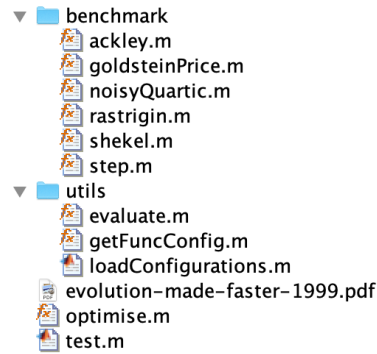 benchmark
ackley.m
goldsteinPrice.m
noisyQuartic.m
rastrigin.m
shekel.m
step.m
utils
evaluate.m
getFuncConfig.m
loadConfigurations.m
evolution-made-faster-1999.pdf
optimise.m
test.m